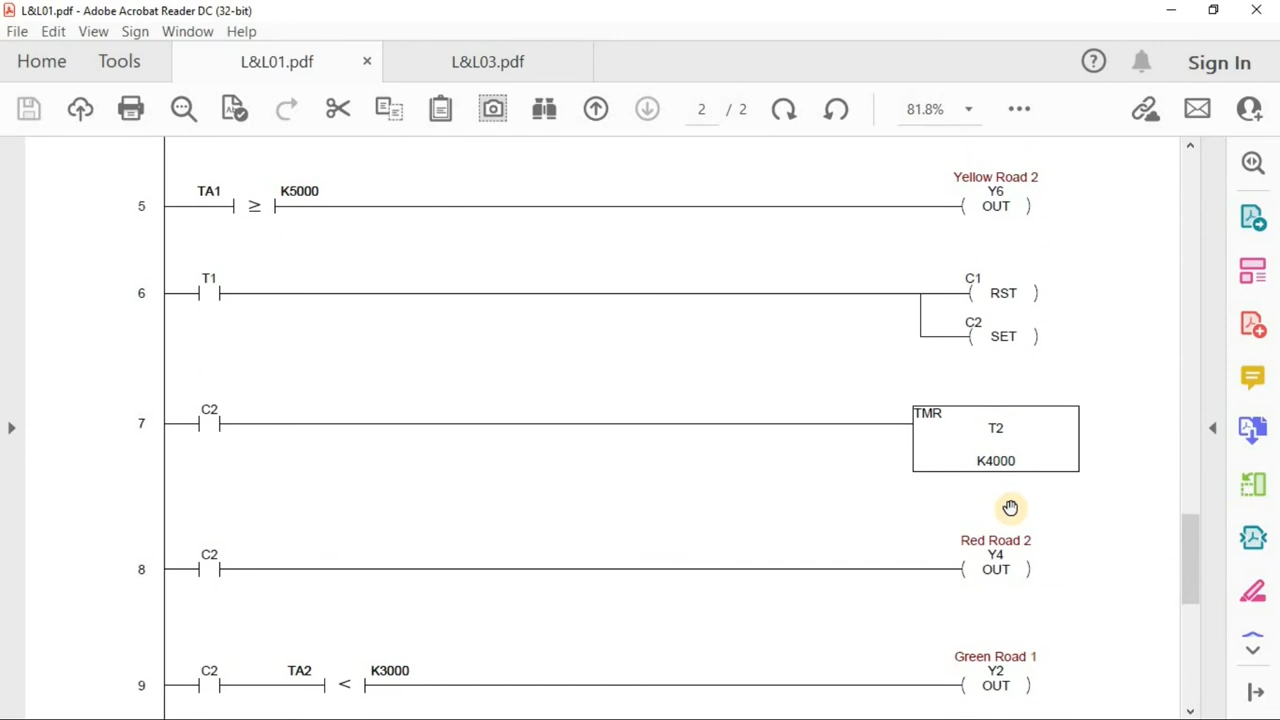 L&L01.pdf - Adobe Acrobat Reader DC (32-bit)
File Edit View Sign Window Help
Home Tools L&L01.pdf × L&L03.pdf Sign In
2 / 2 81.8%
Yellow Road 2
TA1 K5000 Y6
5 ≥ ( OUT )
T1 C1
6 ( RST )
C2
( SET )
C2 TMR
7 T2
K4000
Red Road 2
C2 Y4
8 ( OUT )
Green Road 1
C2 TA2 K3000 Y2
9 < ( OUT )